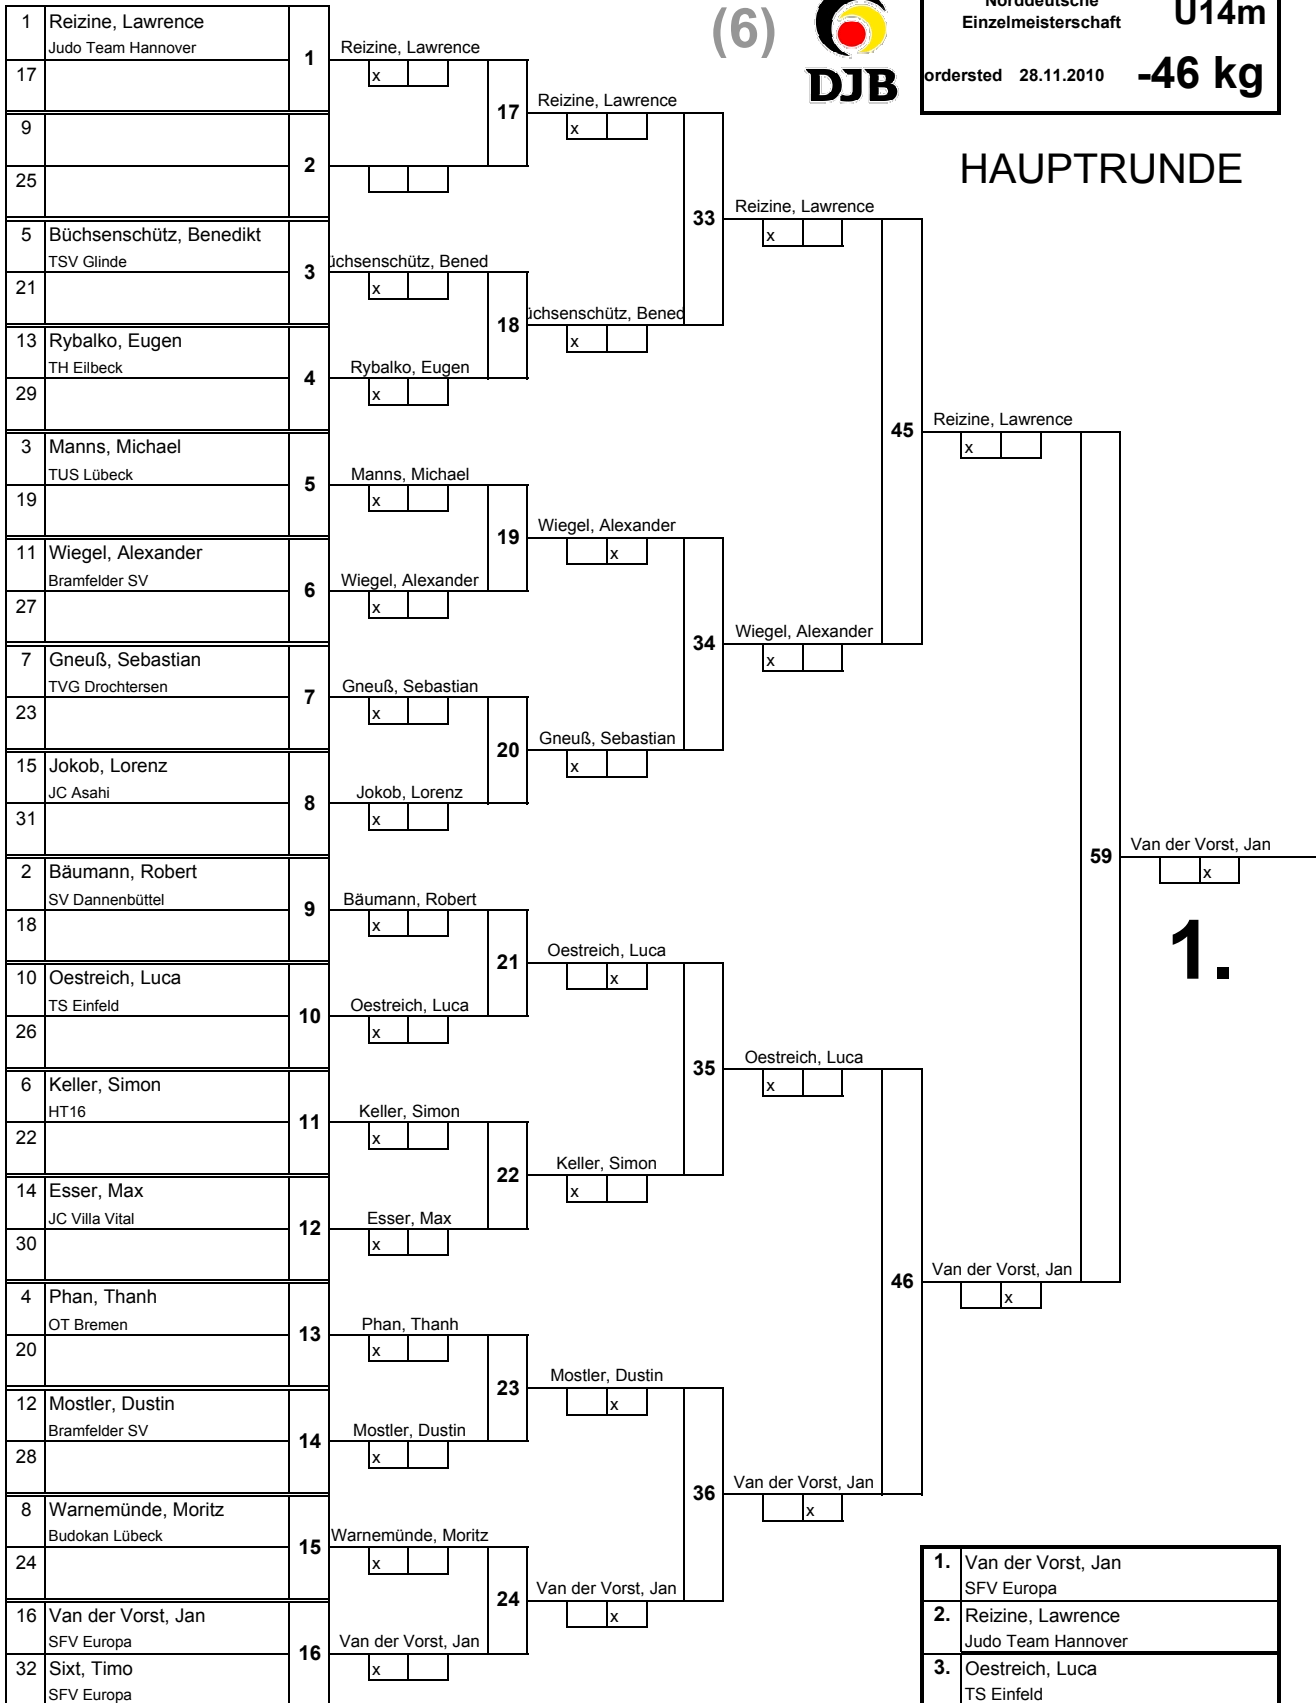 (6)
DJB
Norddeutsche
Einzelmeisterschaft
U14m
ordersted 28.11.2010
-46 kg
HAUPTRUNDE
1 Reizine, Lawrence
Judo Team Hannover
17
1
9
25
2
5 Büchsenschütz, Benedikt
TSV Glinde
21
3
13 Rybalko, Eugen
TH Eilbeck
29
4
3 Manns, Michael
TUS Lübeck
19
5
11 Wiegel, Alexander
Bramfelder SV
27
6
7 Gneuß, Sebastian
TVG Drochtersen
23
7
15 Jokob, Lorenz
JC Asahi
31
8
2 Bäumann, Robert
SV Dannenbüttel
18
9
10 Oestreich, Luca
TS Einfeld
26
10
6 Keller, Simon
HT16
22
11
14 Esser, Max
JC Villa Vital
30
12
4 Phan, Thanh
OT Bremen
20
13
12 Mostler, Dustin
Bramfelder SV
28
14
8 Warnemünde, Moritz
Budokan Lübeck
24
15
16 Van der Vorst, Jan
SFV Europa
32 Sixt, Timo
SFV Europa
16
Reizine, Lawrence
x
17
üchsenschütz, Bened
x
18
Rybalko, Eugen
x
Manns, Michael
x
19
Wiegel, Alexander
x
Gneuß, Sebastian
x
20
Jokob, Lorenz
x
Bäumann, Robert
x
21
Oestreich, Luca
x
Keller, Simon
x
22
Esser, Max
x
Phan, Thanh
x
23
Mostler, Dustin
x
Warnemünde, Moritz
x
24
Van der Vorst, Jan
x
Reizine, Lawrence
x
33
üchsenschütz, Bened
x
Wiegel, Alexander
x
34
Gneuß, Sebastian
x
Oestreich, Luca
x
35
Keller, Simon
x
Mostler, Dustin
x
36
Van der Vorst, Jan
x
Reizine, Lawrence
x
45
Wiegel, Alexander
x
Oestreich, Luca
x
46
Van der Vorst, Jan
x
Reizine, Lawrence
x
59
Van der Vorst, Jan
x
Van der Vorst, Jan
x
1.
1. Van der Vorst, Jan
SFV Europa
2. Reizine, Lawrence
Judo Team Hannover
3. Oestreich, Luca
TS Einfeld